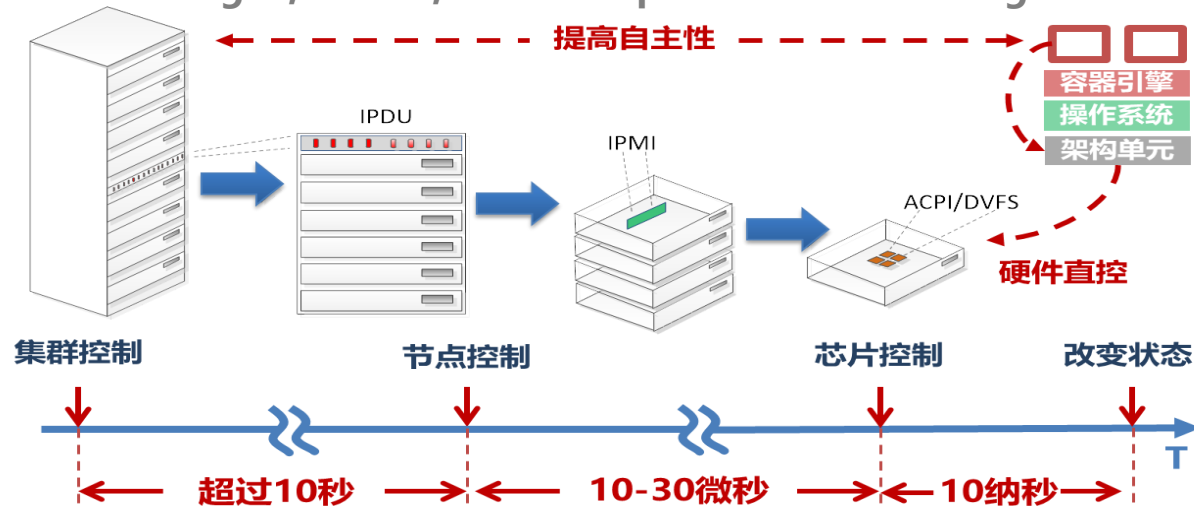 提高自主性
容器引擎
操作系统
架构单元
IPDU
IPMI
ACPI/DVFS
硬件直控
集群控制
节点控制
芯片控制
改变状态
T
超过10秒
10-30微秒
10纳秒